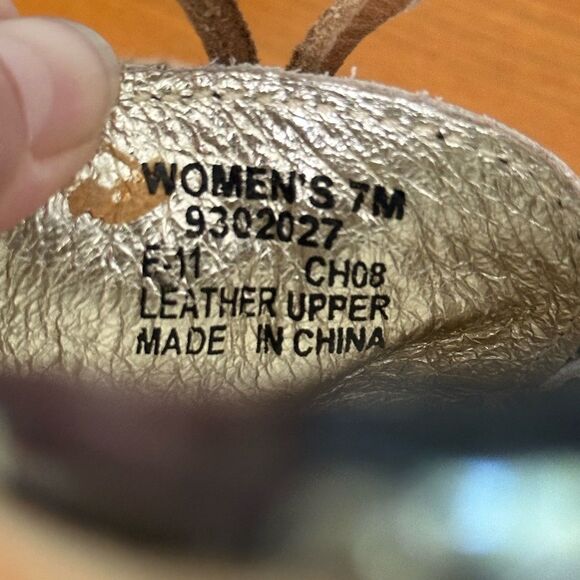 WOMEN'S 7M
9302027
E-11 CH08
LEATHER UPPER
MADE IN CHINA